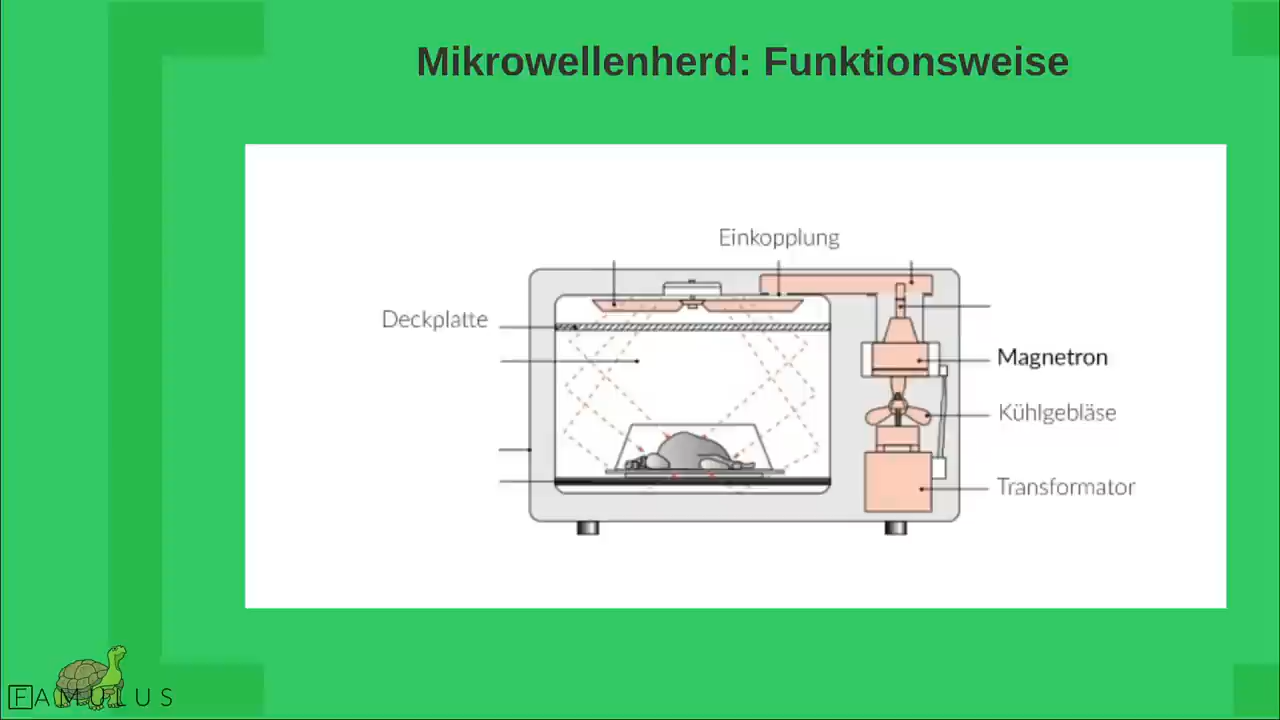 Mikrowellenherd: Funktionsweise
Einkopplung
Deckplatte
Magnetron
Kühlgebläse
Transformator
FAMULUS